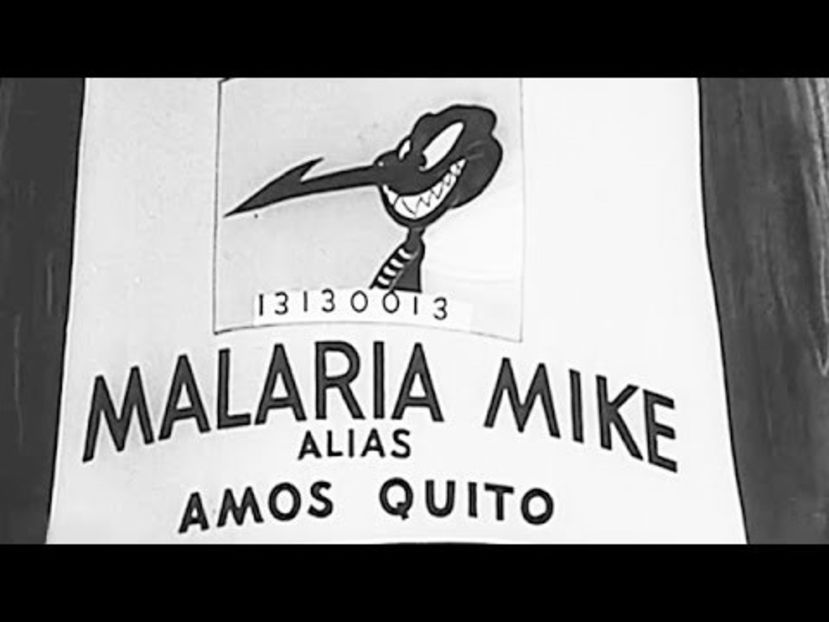 13130013
MALARIA MIKE
ALIAS
AMOS QUITO